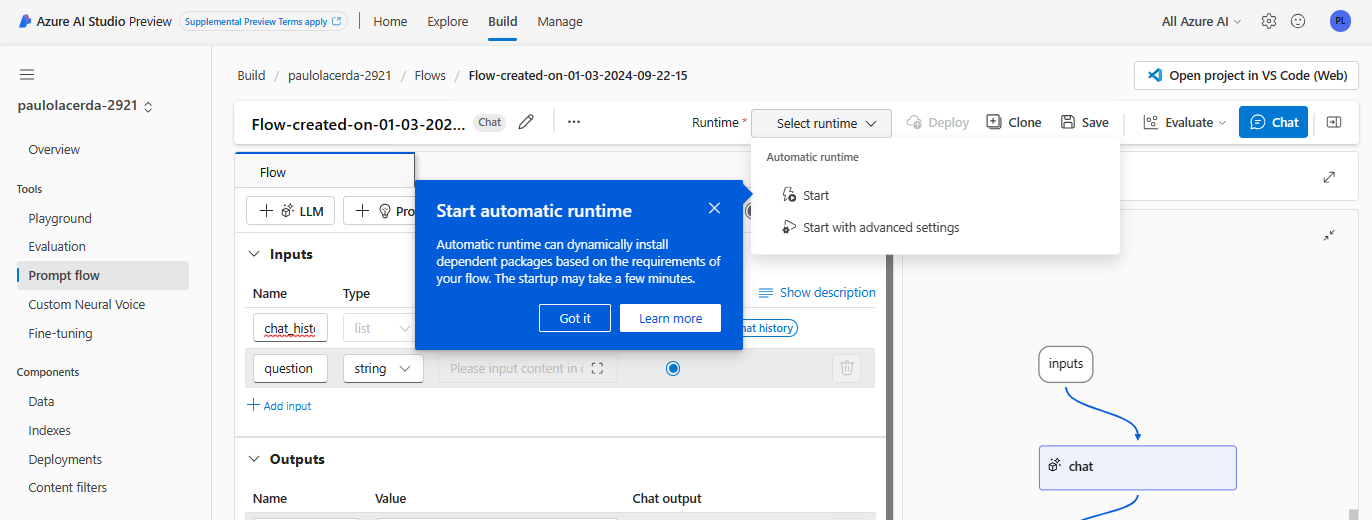 Azure AI Studio Preview
Supplemental Preview Terms apply
Home
Explore
Build
Manage
All Azure AI
PL
paulolacerda-2921
Overview
Tools
Playground
Evaluation
Prompt flow
Custom Neural Voice
Fine-tuning
Components
Data
Indexes
Deployments
Content filters
Build / paulolacerda-2921 / Flows / Flow-created-on-01-03-2024-09-22-15
Open project in VS Code (Web)
Flow-created-on-01-03-202...
Chat
...
Runtime *
Select runtime
Deploy
Clone
Save
Evaluate
Chat
Automatic runtime
Start
Start with advanced settings
Flow
LLM
Pro
Start automatic runtime
Automatic runtime can dynamically install
dependent packages based on the requirements of
your flow. The startup may take a few minutes.
Got it
Learn more
Inputs
Show description
Name
Type
chat_hist
list
hat history
question
string
Please input content in
Add input
Outputs
Name
Value
Chat output
inputs
chat